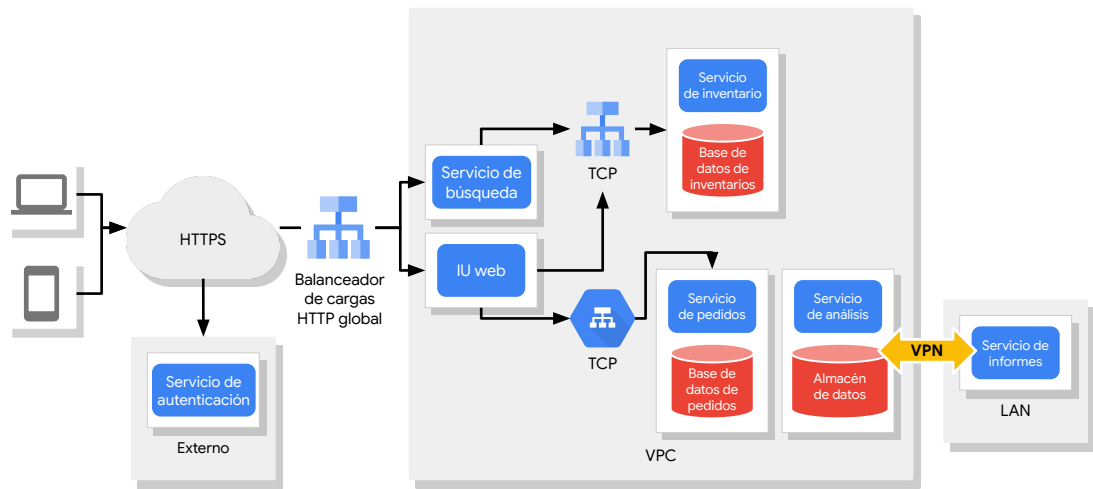 HTTPS
Servicio de
autenticación
Externo
Balanceador
de cargas
HTTP global
Servicio de
búsqueda
IU web
TCP
TCP
Servicio
de inventario
Base de
datos de
inventarios
Servicio
de pedidos
Base de
datos de
pedidos
Servicio
de análisis
Almacén
de datos
VPC
VPN
Servicio de
informes
LAN